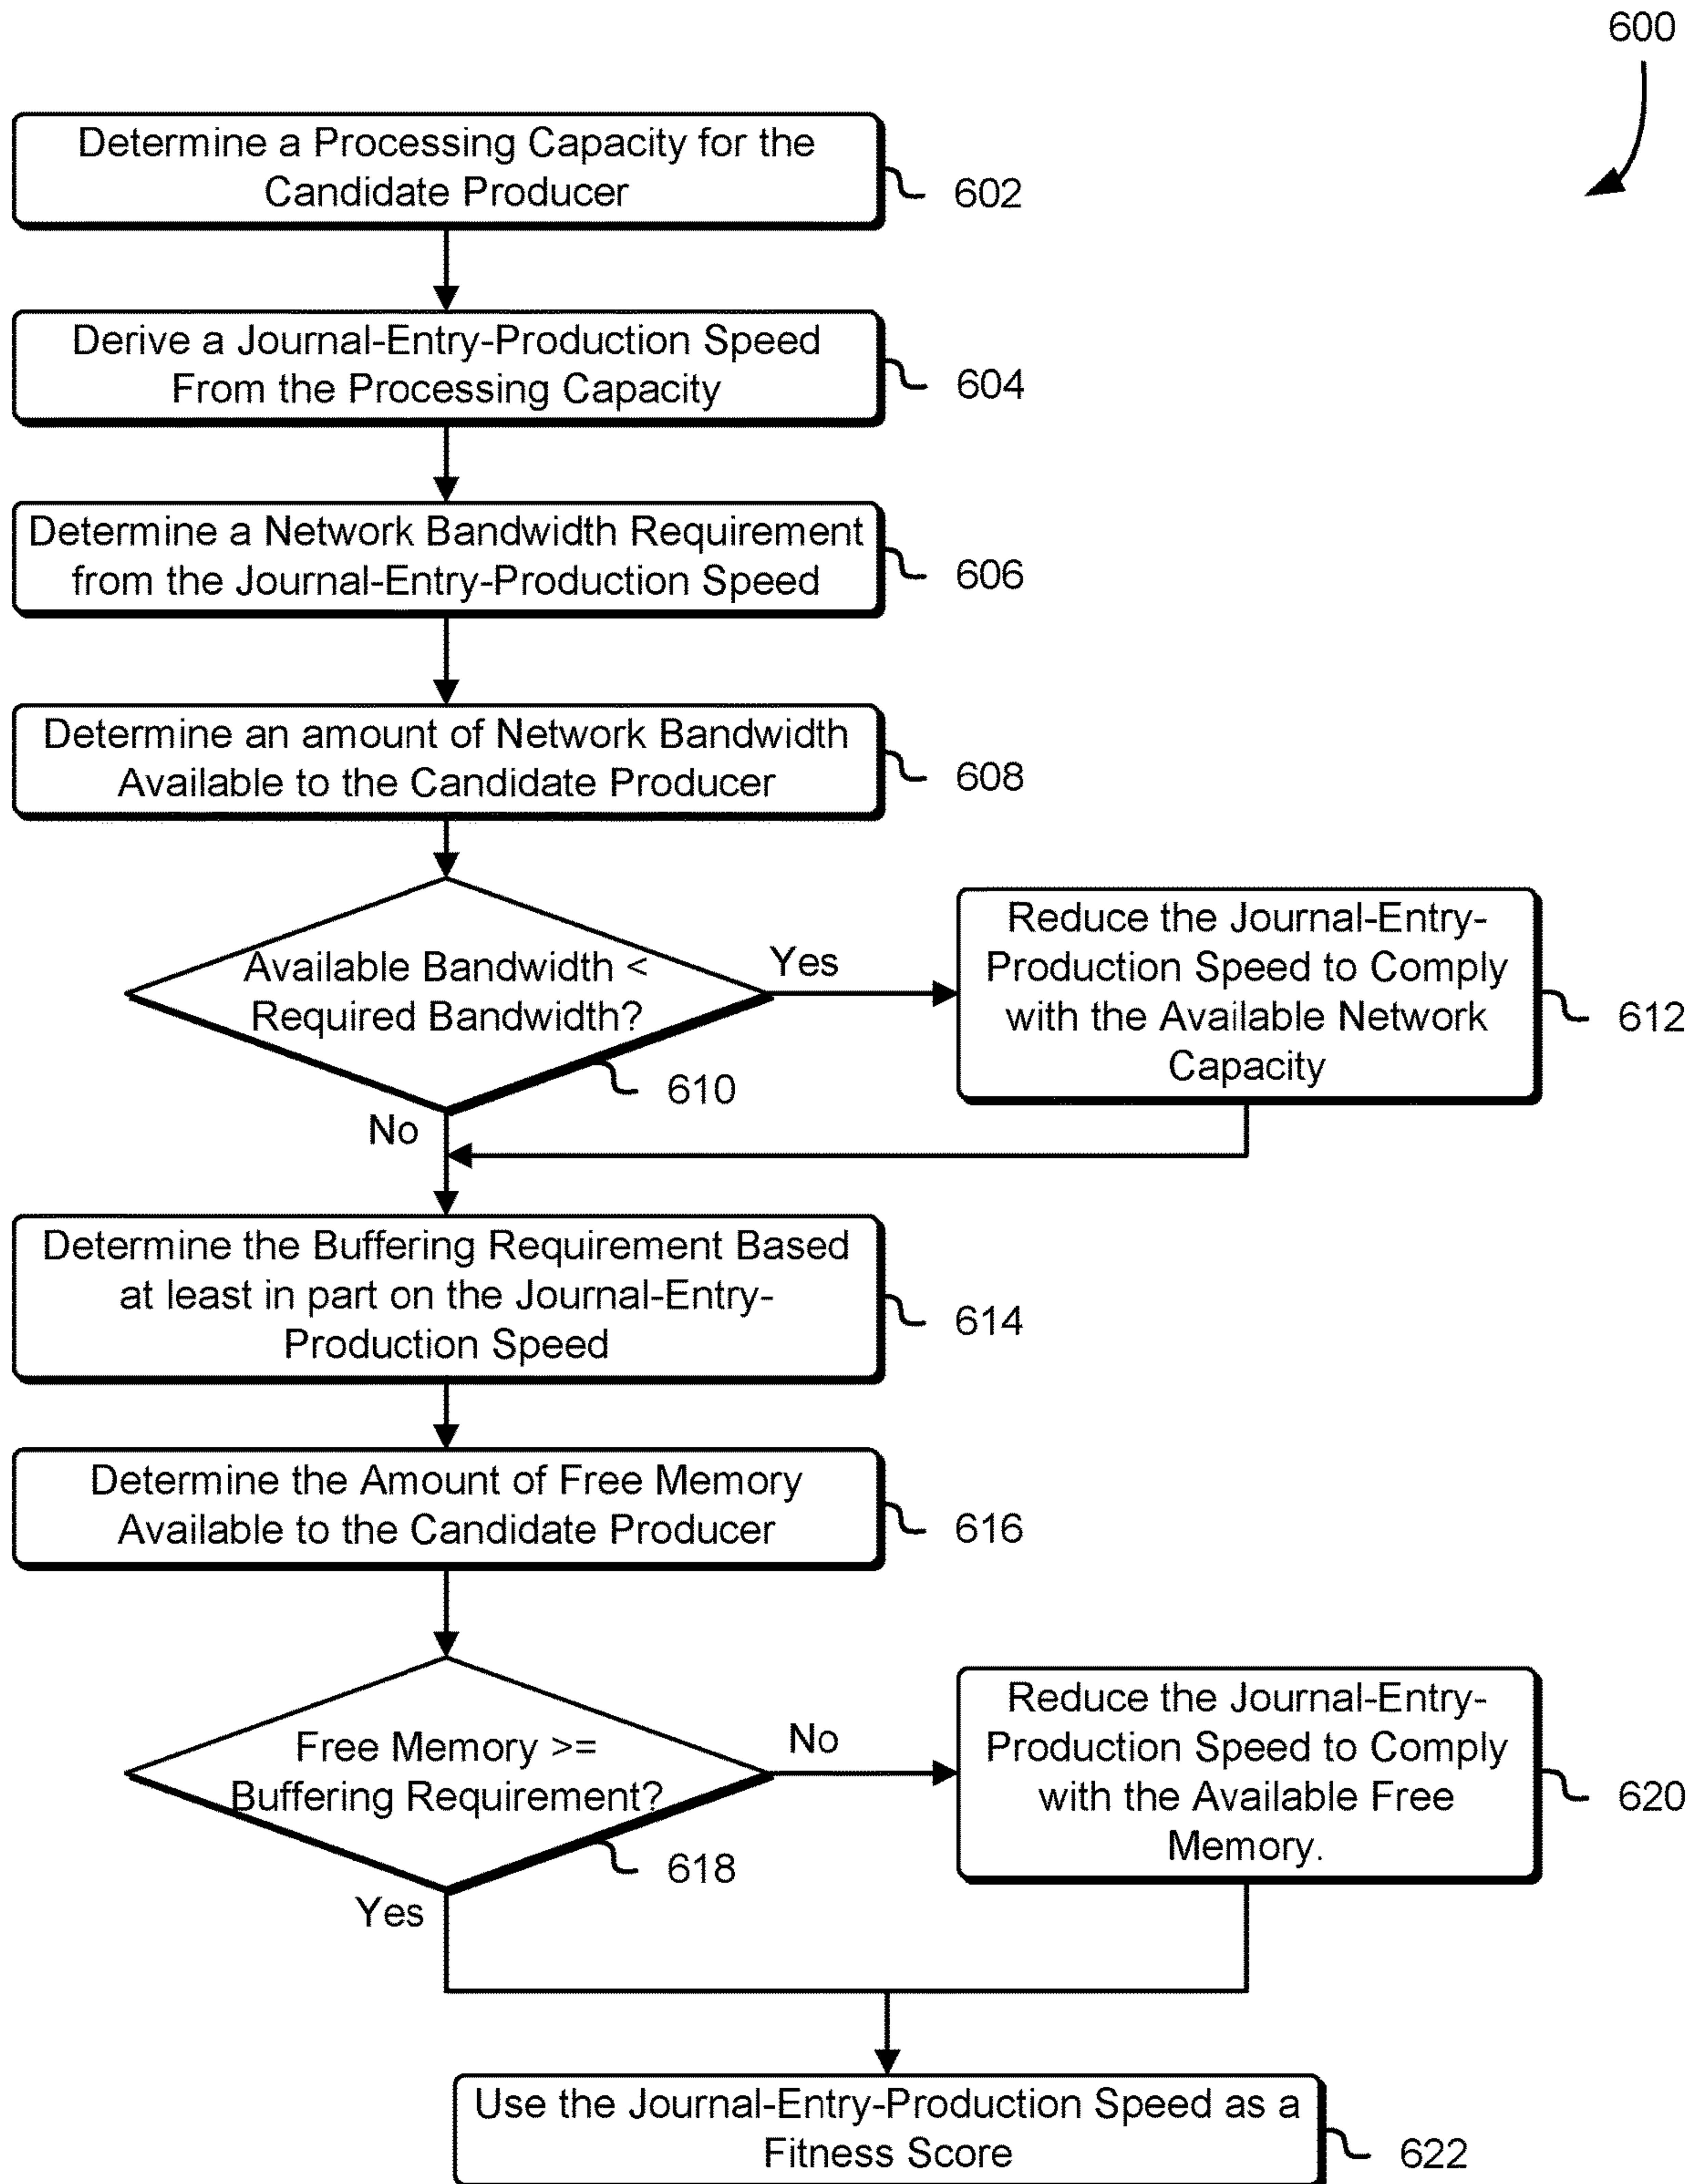 600
Determine a Processing Capacity for the
Candidate Producer
602
Derive a Journal-Entry-Production Speed
From the Processing Capacity
604
Determine a Network Bandwidth Requirement
from the Journal-Entry-Production Speed
606
Determine an amount of Network Bandwidth
Available to the Candidate Producer
608
Available Bandwidth <
Required Bandwidth?
610
Yes
No
Reduce the Journal-Entry-
Production Speed to Comply
with the Available Network
Capacity
612
Determine the Buffering Requirement Based
at least in part on the Journal-Entry-
Production Speed
614
Determine the Amount of Free Memory
Available to the Candidate Producer
616
Free Memory >=
Buffering Requirement?
618
No
Yes
Reduce the Journal-Entry-
Production Speed to Comply
with the Available Free
Memory.
620
Use the Journal-Entry-Production Speed as a
Fitness Score
622